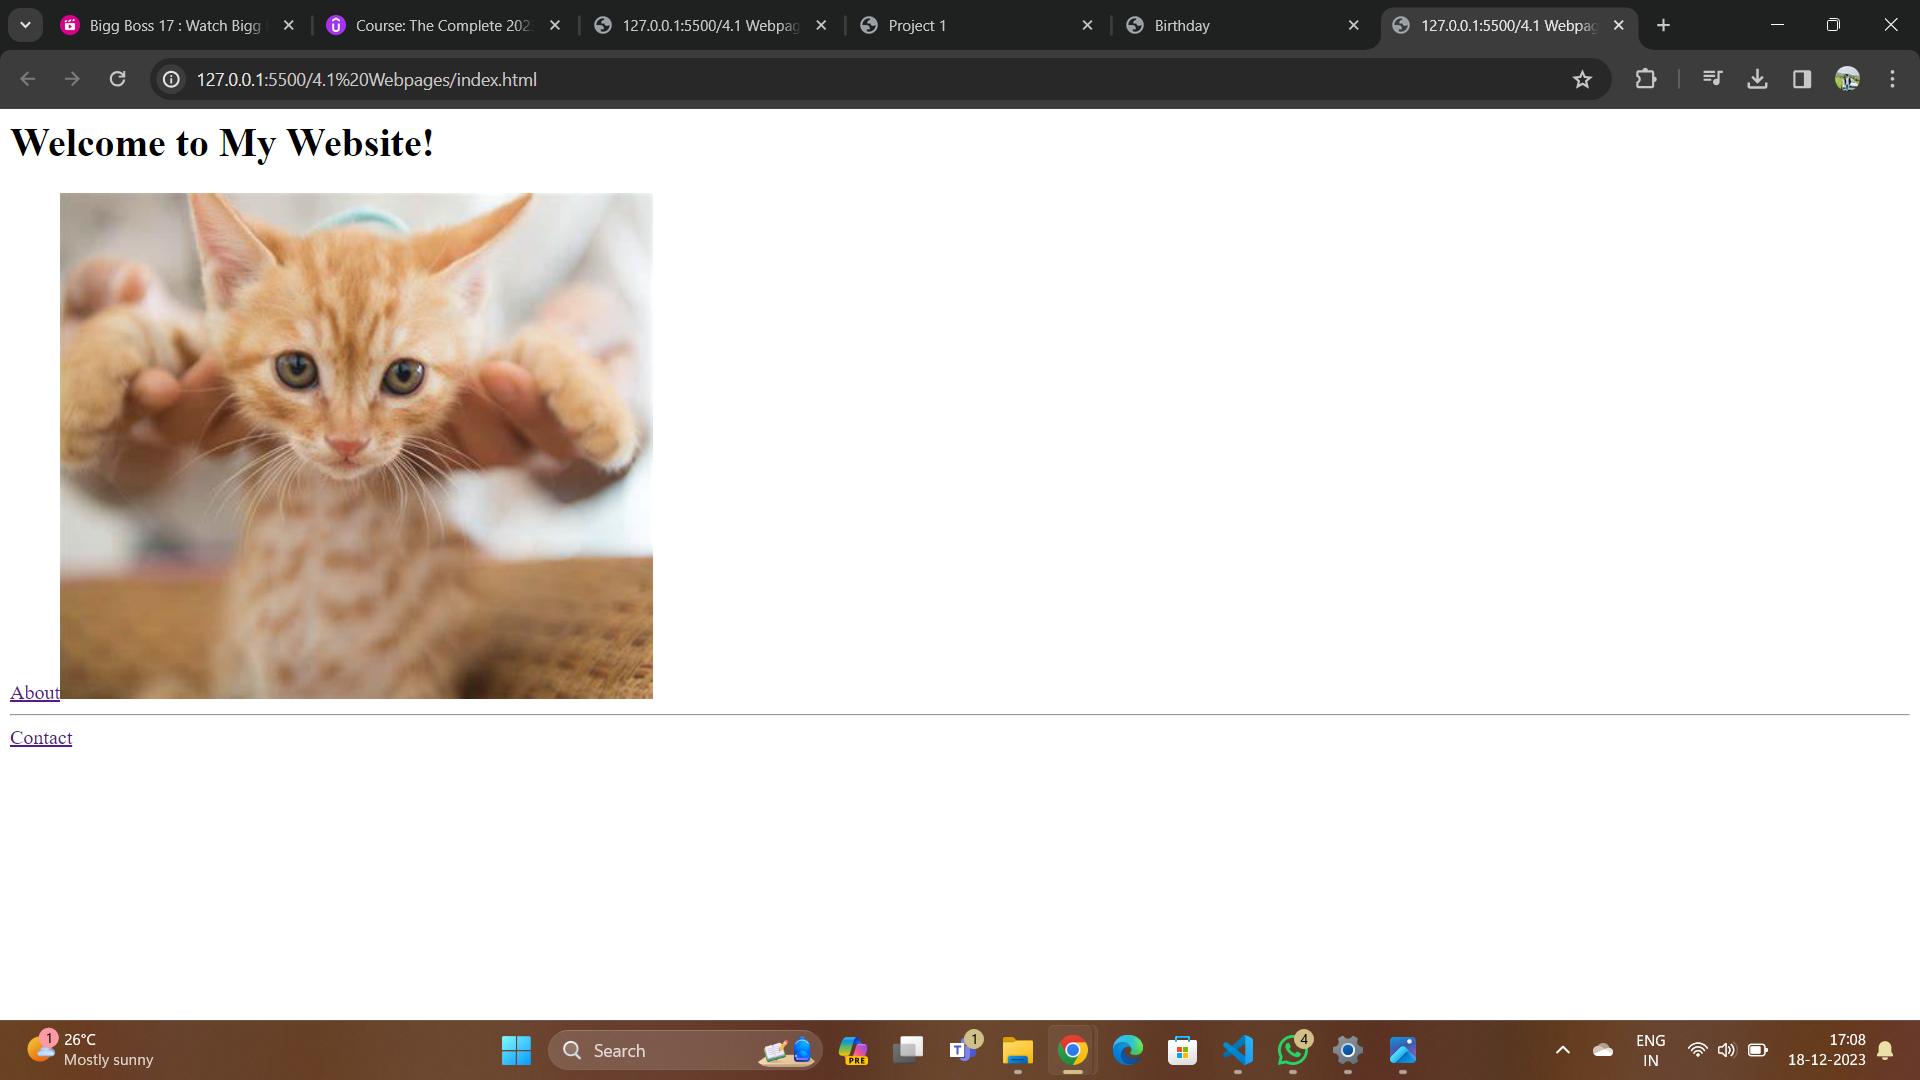 Bigg Boss 17 : Watch Bigg
Course: The Complete 202
127.0.0.1:5500/4.1 Webpag
Project 1
Birthday
127.0.0.1:5500/4.1 Webpag
127.0.0.1:5500/4.1%20Webpages/index.html
Welcome to My Website!
About
Contact
1
26°C
Mostly sunny
Search
PRE
T
1
4
ENG
IN
17:08
18-12-2023